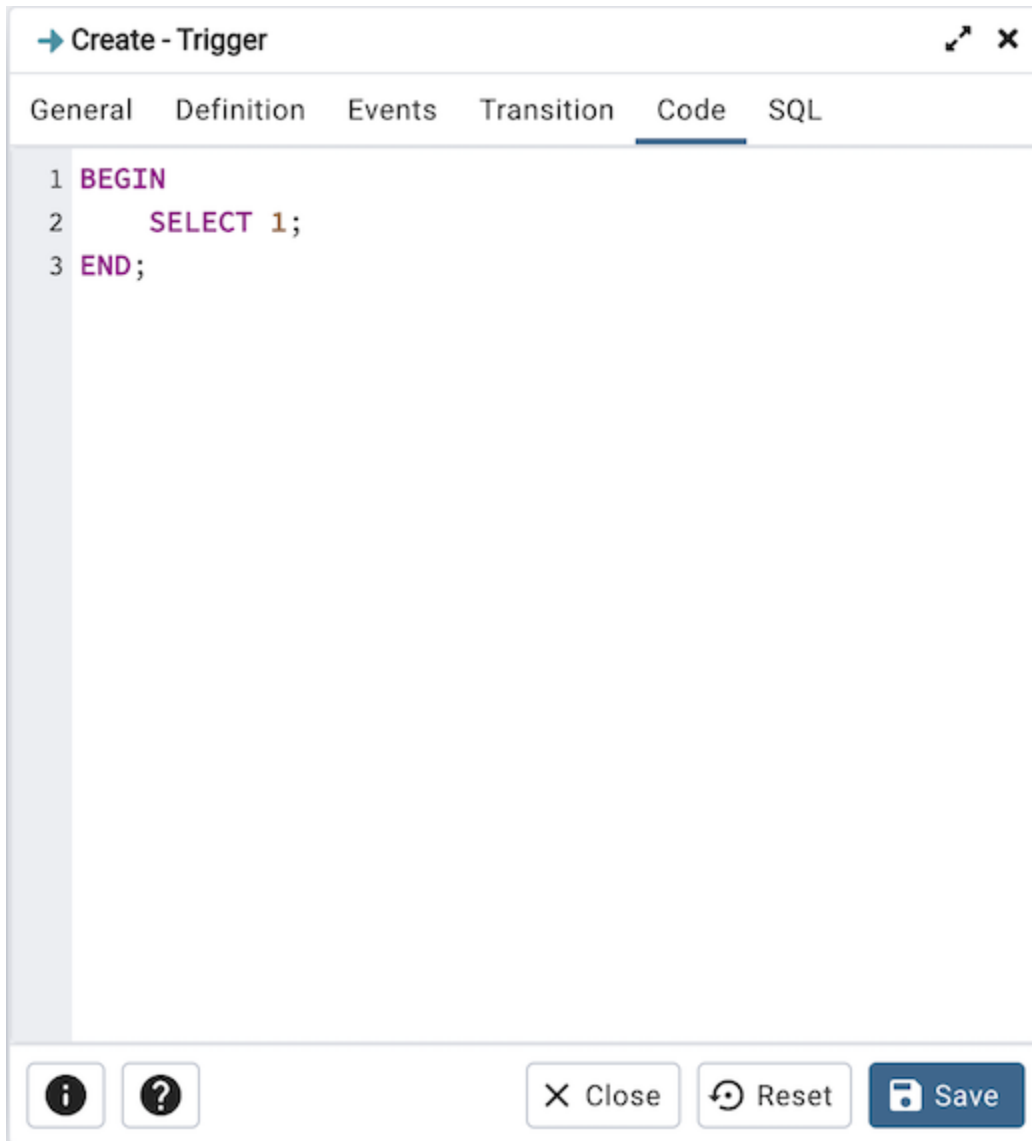 Create - Trigger
General Definition Events Transition Code SQL
1 BEGIN
2     SELECT 1;
3 END;
Close Reset Save